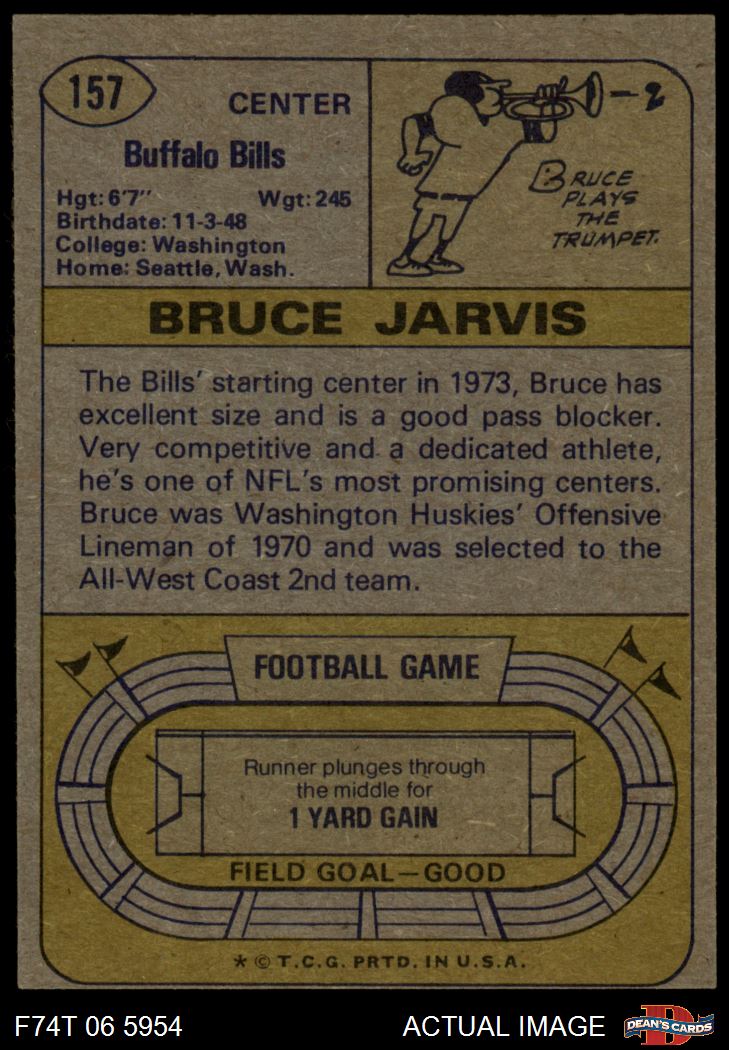 157
CENTER
Buffalo Bills
Hgt: 6'7" Wgt: 245
Birthdate: 11-3-48
College: Washington
Home: Seattle, Wash.
BRUCE
PLAYS
THE
TRUMPET.
BRUCE JARVIS
The Bills' starting center in 1973, Bruce has
excellent size and is a good pass blocker.
Very competitive and a dedicated athlete,
he's one of NFL's most promising centers.
Bruce was Washington Huskies' Offensive
Lineman of 1970 and was selected to the
All-West Coast 2nd team.
FOOTBALL GAME
Runner plunges through
the middle for
1 YARD GAIN
FIELD GOAL—GOOD
* © T.C.G. PRTD. IN U.S.A.
F74T 06 5954
ACTUAL IMAGE
DEAN'S CARDS